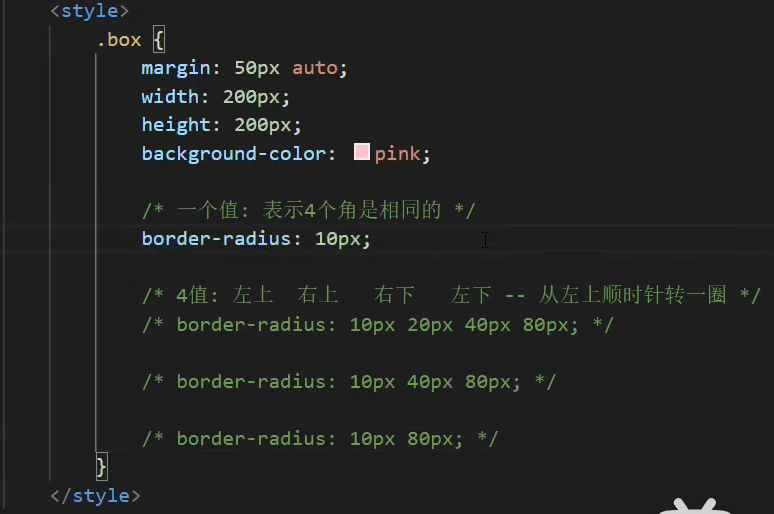 <style>
.box {
margin: 50px auto;
width: 200px;
height: 200px;
background-color: pink;
/* 一个值: 表示4个角是相同的 */
border-radius: 10px;
/* 4值: 左上 右上 右下 左下 -- 从左上顺时针转一圈 */
/* border-radius: 10px 20px 40px 80px; */
/* border-radius: 10px 40px 80px; */
/* border-radius: 10px 80px; */
}
</style>